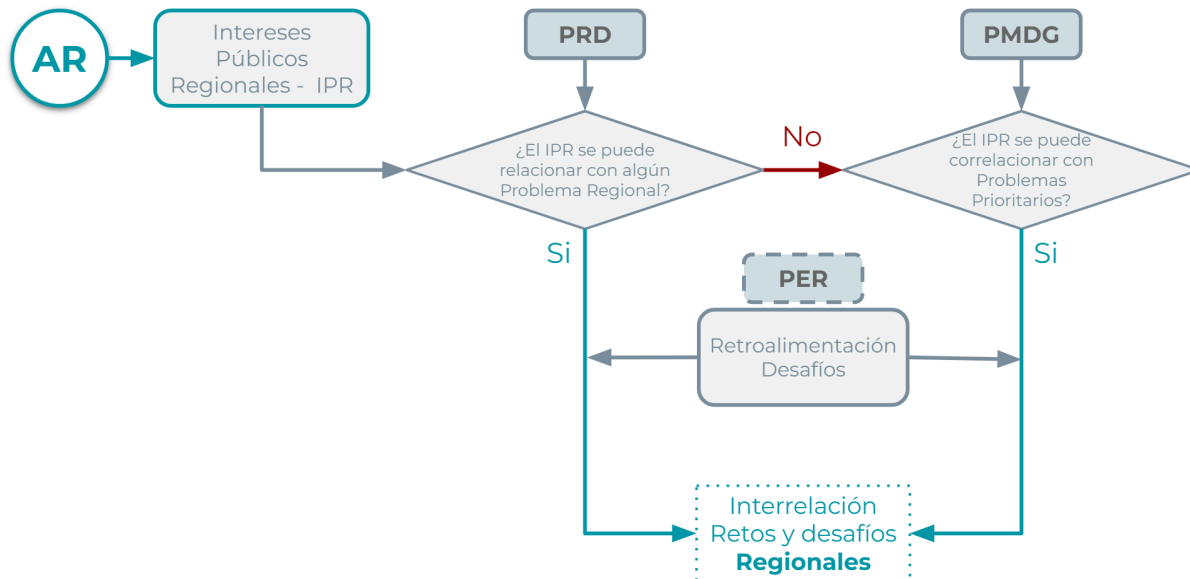 AR
Intereses
Públicos
Regionales - IPR
PRD
PMDG
¿El IPR se puede
relacionar con algún
Problema Regional?
No
¿El IPR se puede
correlacionar con
Problemas
Prioritarios?
Si
Si
PER
Retroalimentación
Desafíos
Interrelación
Retos y desafíos
Regionales